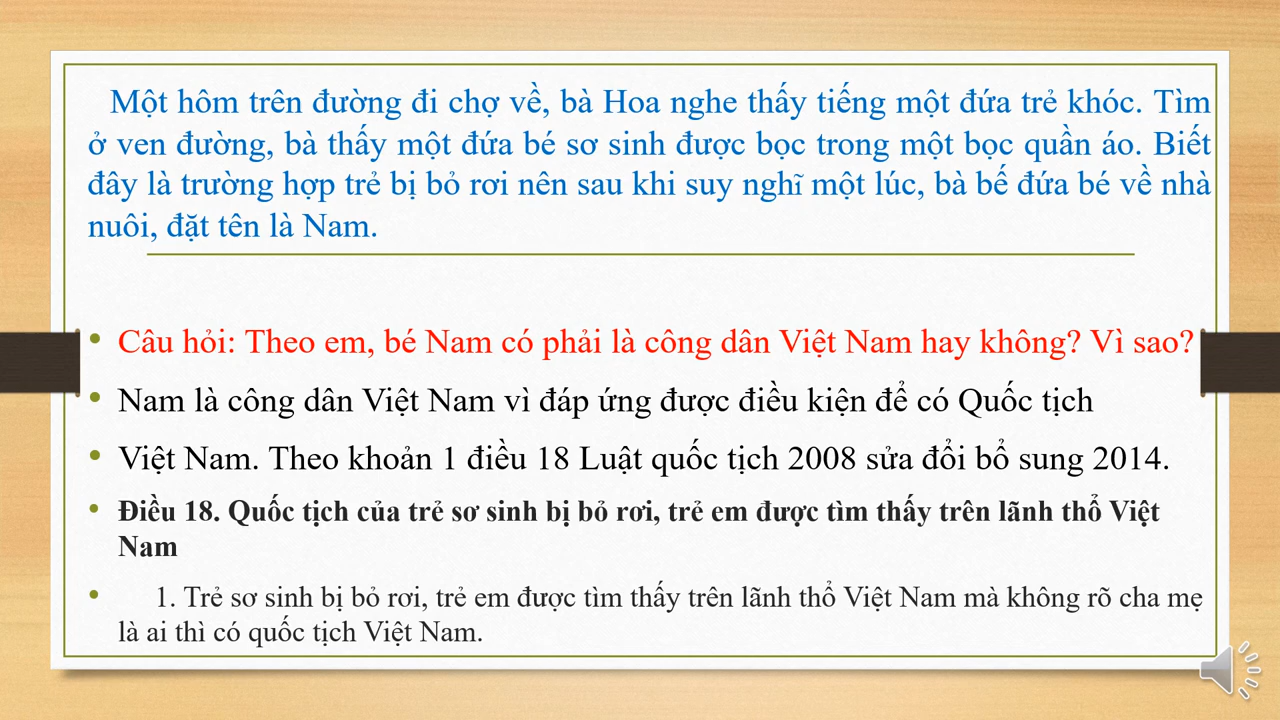 Một hôm trên đường đi chợ về, bà Hoa nghe thấy tiếng một đứa trẻ khóc. Tìm
ở ven đường, bà thấy một đứa bé sơ sinh được bọc trong một bọc quần áo. Biết
đây là trường hợp trẻ bị bỏ rơi nên sau khi suy nghĩ một lúc, bà bế đứa bé về nhà
nuôi, đặt tên là Nam.
• Câu hỏi: Theo em, bé Nam có phải là công dân Việt Nam hay không? Vì sao?
• Nam là công dân Việt Nam vì đáp ứng được điều kiện để có Quốc tịch
• Việt Nam. Theo khoản 1 điều 18 Luật quốc tịch 2008 sửa đổi bổ sung 2014.
• Điều 18. Quốc tịch của trẻ sơ sinh bị bỏ rơi, trẻ em được tìm thấy trên lãnh thổ Việt
Nam
• 1. Trẻ sơ sinh bị bỏ rơi, trẻ em được tìm thấy trên lãnh thổ Việt Nam mà không rõ cha mẹ
là ai thì có quốc tịch Việt Nam.